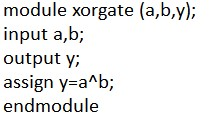 module xorgate (a,b,y);
input a,b;
output y;
assign y=a^b;
endmodule